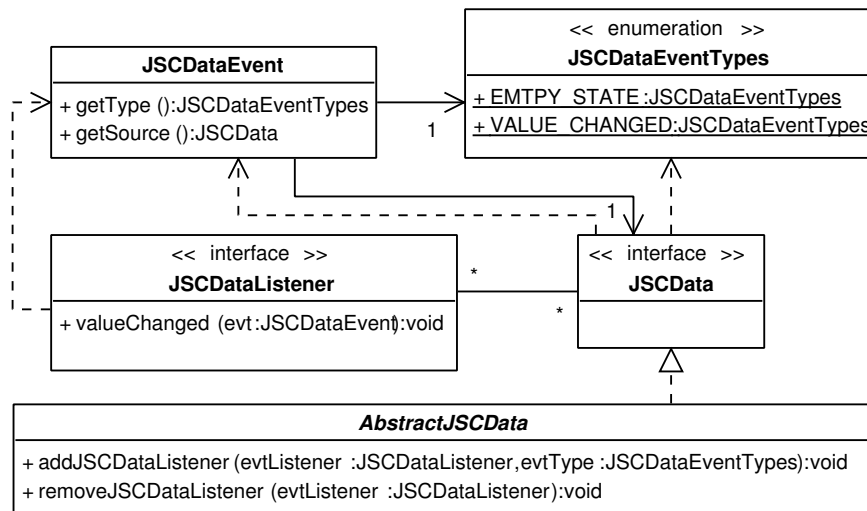 JSCDataEvent
+ getType ():JSCDataEventTypes
+ getSource ():JSCData
<< enumeration >>
JSCDataEventTypes
+ EMTPY_STATE:JSCDataEventTypes
+ VALUE_CHANGED:JSCDataEventTypes
1
1
<< interface >>
JSCDataListener
+ valueChanged (evt:JSCDataEvent):void
*
*
<< interface >>
JSCData
AbstractJSCData
+ addJSCDataListener (evtListener :JSCDataListener,evtType :JSCDataEventTypes):void
+ removeJSCDataListener (evtListener :JSCDataListener):void